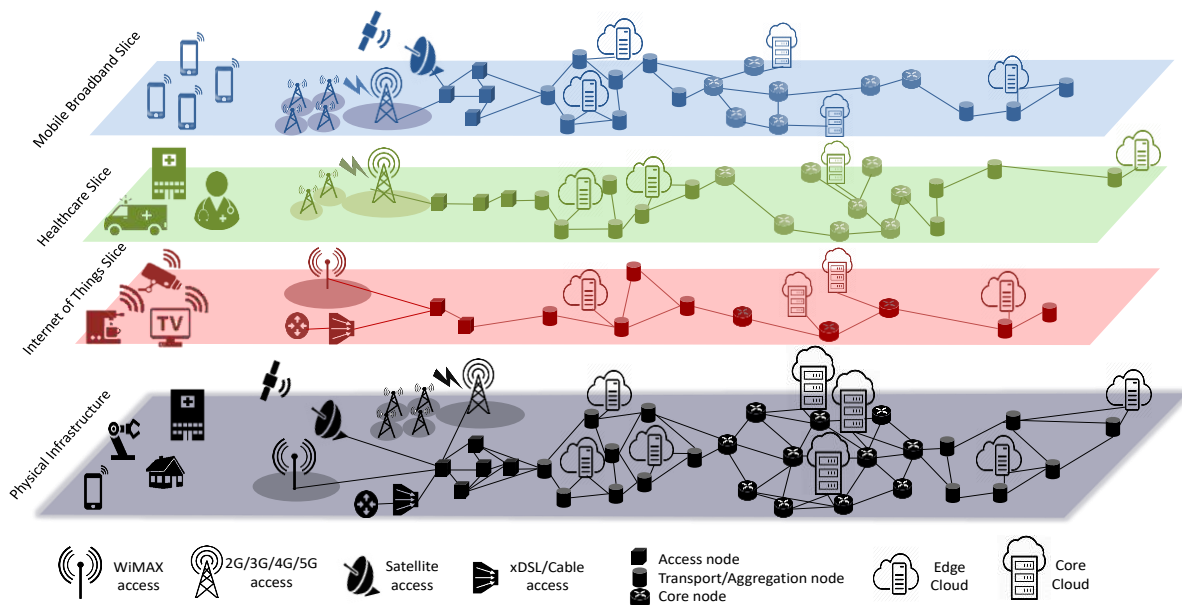 Mobile Broadband Slice
Healthcare Slice
TV
Internet of Things Slice
Physical Infrastructure
WiMAX
access
2G/3G/4G/5G
access
Satellite
access
xDSL/Cable
access
Access node
Transport/Aggregation node
Core node
Edge
Cloud
Core
Cloud